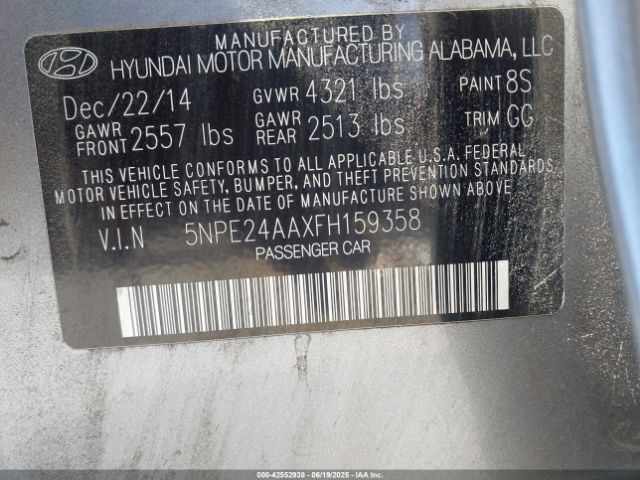 MANUFACTURED BY
HYUNDAI MOTOR MANUFACTURING ALABAMA, LLC
Dec/22/14 GVWR 4321 lbs PAINT 8S
GAWR FRONT 2557 lbs GAWR REAR 2513 lbs TRIM GG
THIS VEHICLE CONFORMS TO ALL APPLICABLE U.S.A. FEDERAL
MOTOR VEHICLE SAFETY, BUMPER, AND THEFT PREVENTION STANDARDS
IN EFFECT ON THE DATE OF MANUFACTURE SHOWN ABOVE
V.I.N 5NPE24AAXFH159358
PASSENGER CAR
000-42552938 - 06/19/2025 - COPYRIGHT IAA, LLC.